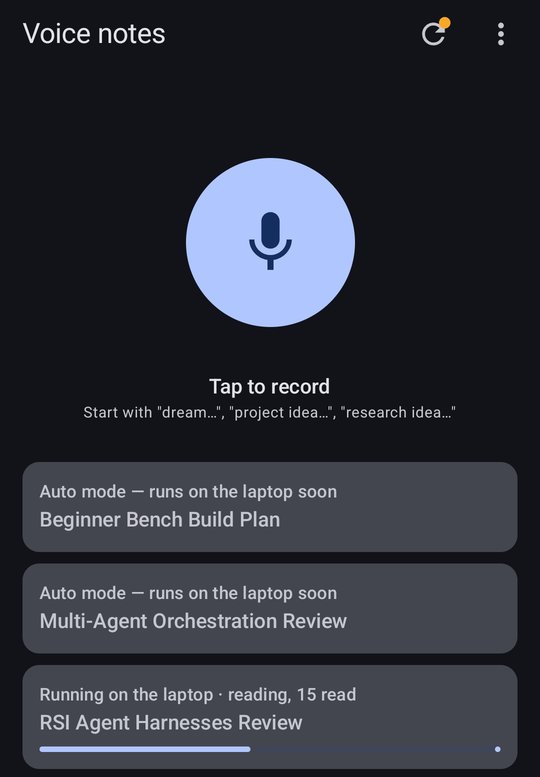 Voice notes
Tap to record
Start with "dream…", "project idea…", "research idea…"
Auto mode — runs on the laptop soon
Beginner Bench Build Plan
Auto mode — runs on the laptop soon
Multi-Agent Orchestration Review
Running on the laptop · reading, 15 read
RSI Agent Harnesses Review